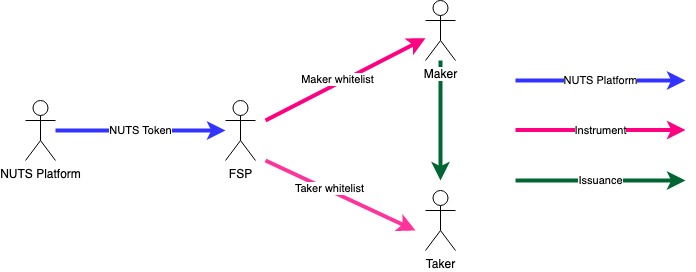 Maker whitelist
Maker
NUTS Platform
NUTS Token
Instrument
NUTS Platform
FSP
Taker whitelist
Issuance
Taker